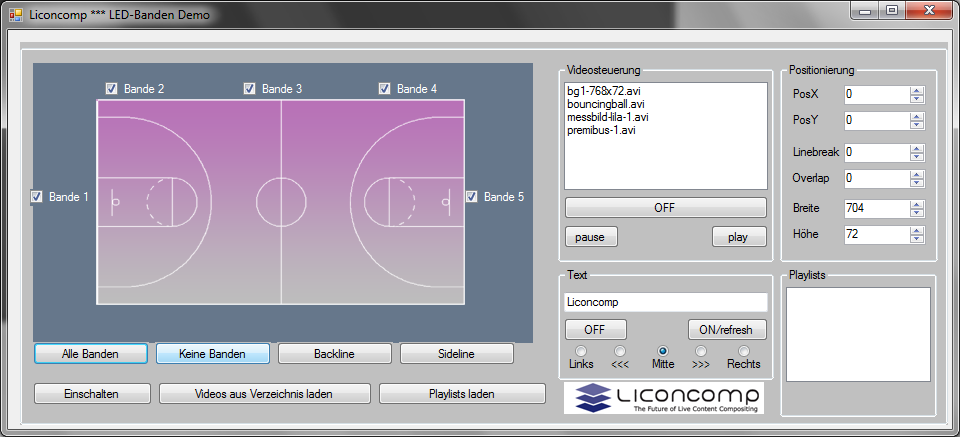 Liconcomp *** LED-Banden Demo
Bande 2 Bande 3 Bande 4
Bande 1
Bande 5
Alle Banden Keine Banden Backline Sideline
Einschalten Videos aus Verzeichnis laden Playlists laden
Videosteuerung
bg1-768x72.avi
bouncingball.avi
messbild-lila-1.avi
premibus-1.avi
OFF
pause play
Text
Liconcomp
OFF ON/refresh
Links <<< Mitte >>> Rechts
LICONCOMP
The Future of Live Content Compositing
Positionierung
PosX 0
PosY 0
Linebreak 0
Overlap 0
Breite 704
Höhe 72
Playlists